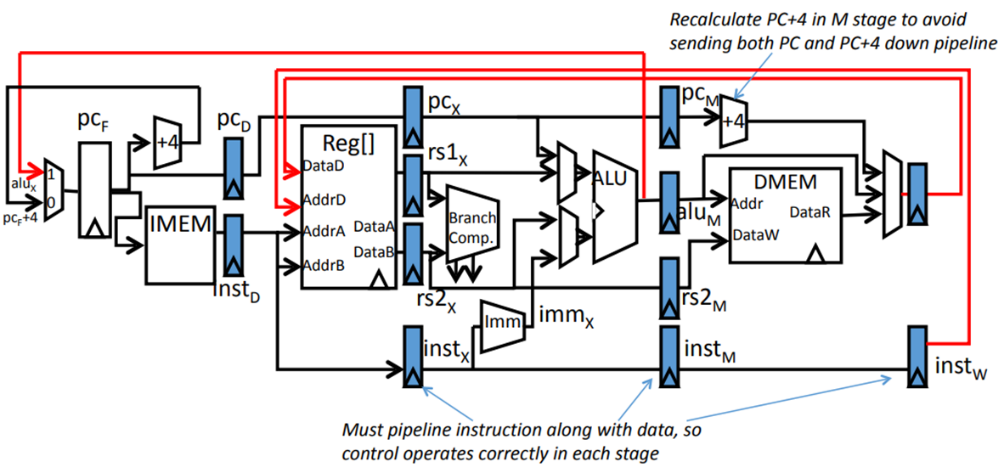 Recalculate PC+4 in M stage to avoid
sending both PC and PC+4 down pipeline
pcF
+4
pcD
pcX
pcM
+4
1
0
aluX
pcF+4
IMEM
instD
Reg[]
DataD
AddrD
AddrA
AddrB
DataA
DataB
rs1X
rs2X
Branch
Comp.
ALU
Imm
immX
aluM
rs2M
DMEM
Addr
DataR
DataW
instX
instM
instW
Must pipeline instruction along with data, so
control operates correctly in each stage